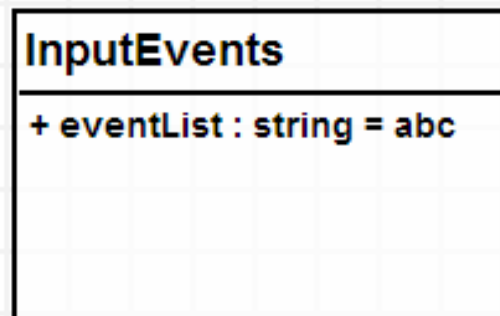 InputEvents
+ eventList : string = abc